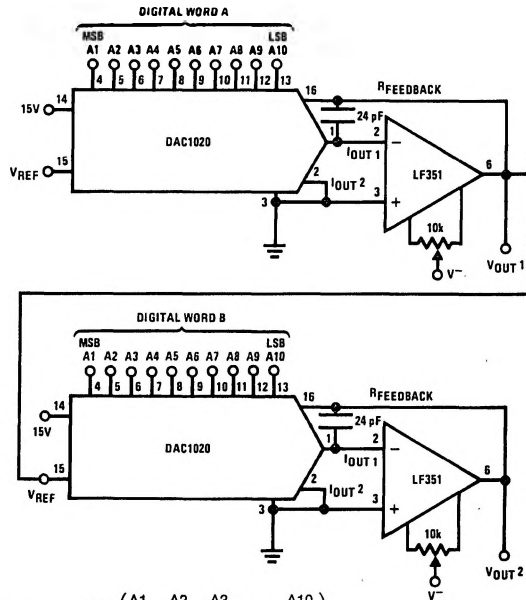 DIGITAL WORD A
MSB LSB
A1 A2 A3 A4 A5 A6 A7 A8 A9 A10
4 5 6 7 8 9 10 11 12 13
16 RFEEDBACK
15V 14
24 pF
1 2
DAC1020
IOUT 1
LF351
6
VREF 15
IOUT 2
2
3
3
10k
VOUT 1
V−
DIGITAL WORD B
MSB LSB
A1 A2 A3 A4 A5 A6 A7 A8 A9 A10
4 5 6 7 8 9 10 11 12 13
16 RFEEDBACK
15V 14
24 pF
1 2
DAC1020
IOUT 1
LF351
6
15
VREF
IOUT 2
2
3
3
10k
VOUT 2
V−
(A1 A2 A3 A10)